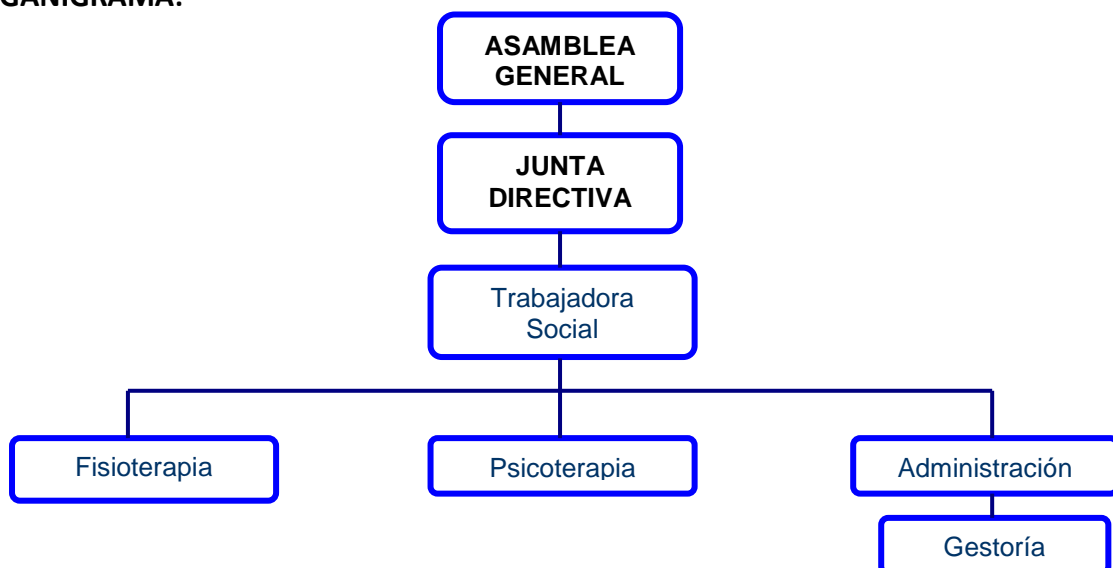 GANIGRAMA:
ASAMBLEA
GENERAL
JUNTA
DIRECTIVA
Trabajadora
Social
Fisioterapia
Psicoterapia
Administración
Gestoría